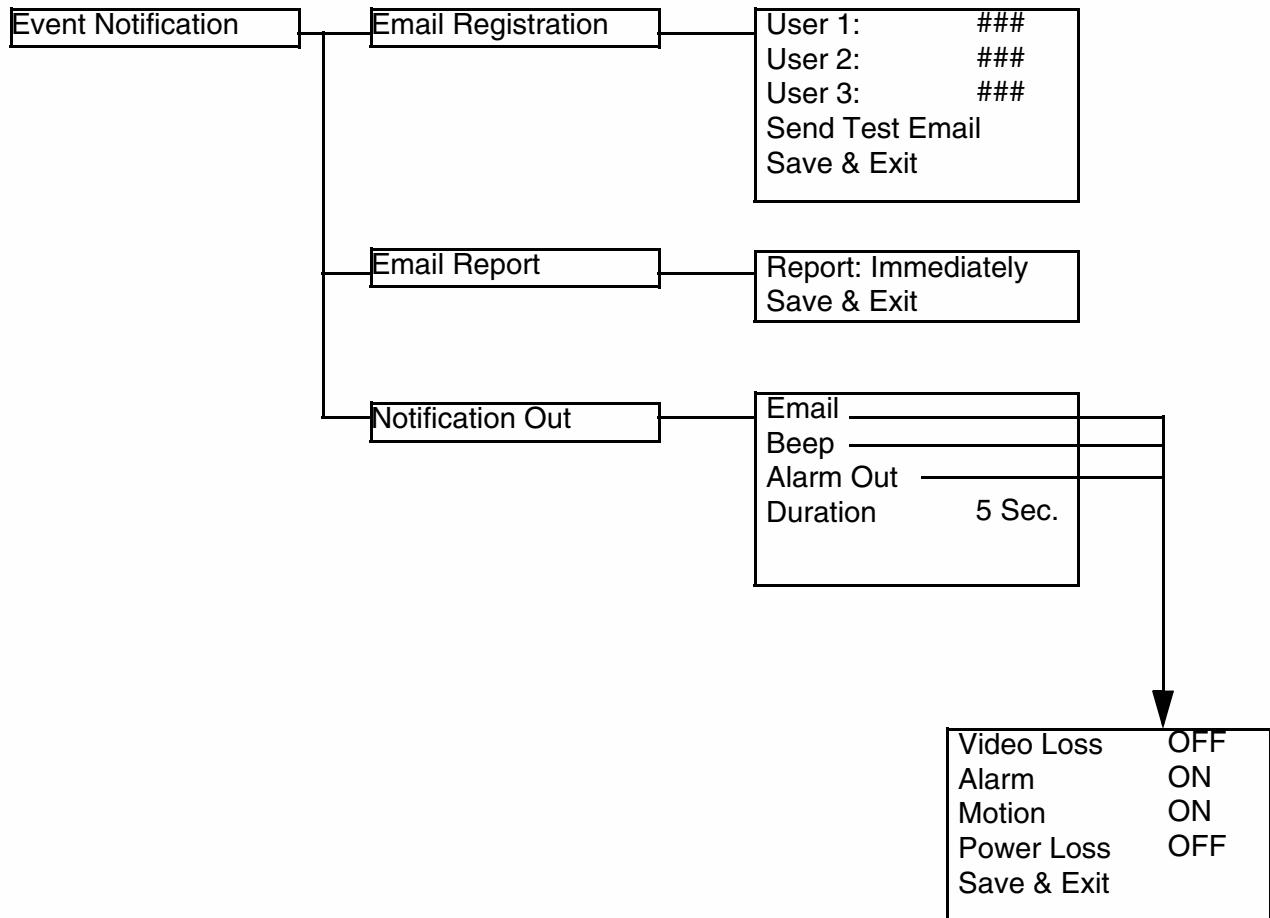 Event Notification
Email Registration
User 1: ###
User 2: ###
User 3: ###
Send Test Email
Save & Exit
Email Report
Report: Immediately
Save & Exit
Notification Out
Email
Beep
Alarm Out
Duration 5 Sec.
Video Loss OFF
Alarm ON
Motion ON
Power Loss OFF
Save & Exit